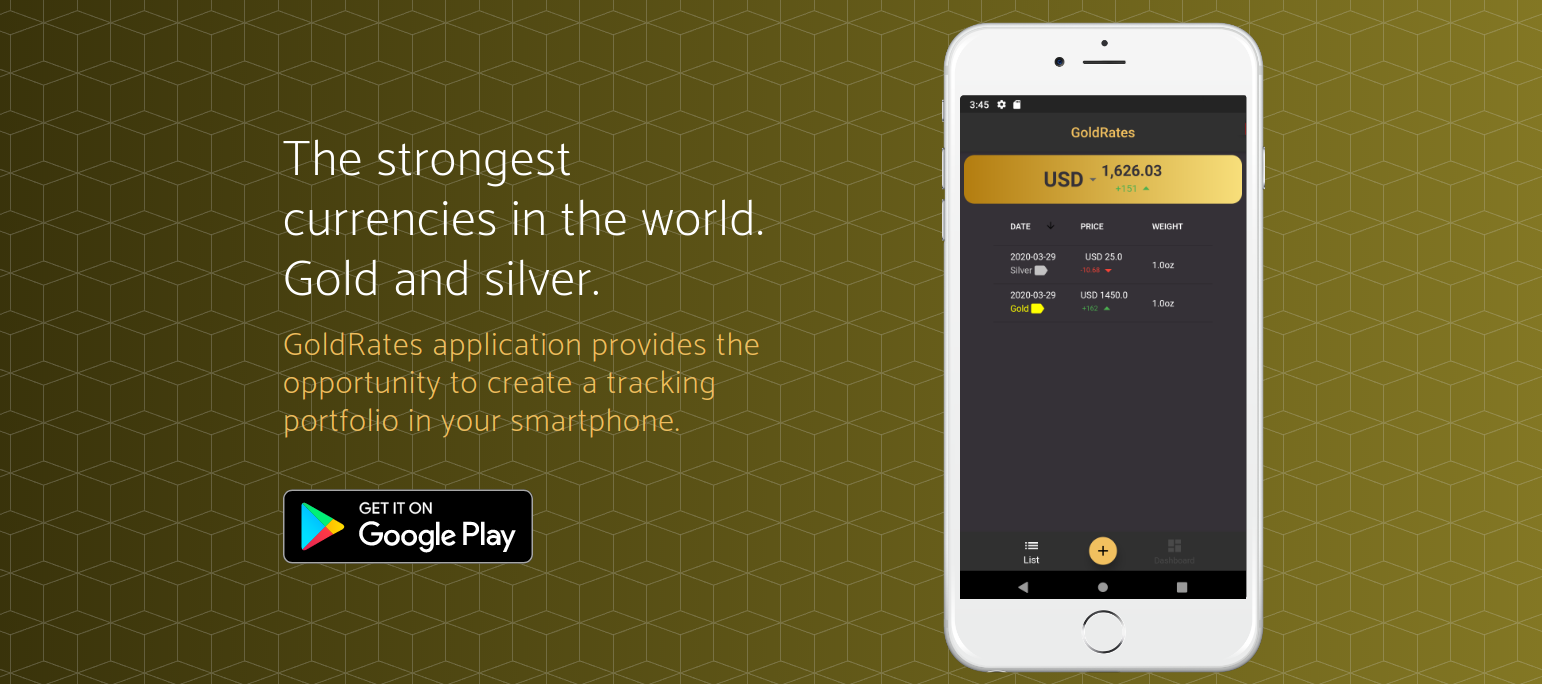 The strongest
currencies in the world.
Gold and silver.
GoldRates application provides the
opportunity to create a tracking
portfolio in your smartphone.
GET IT ON
Google Play
3:45
GoldRates
USD 1,626.03
+151
DATE PRICE WEIGHT
2020-03-29 USD 25.0 1.0oz
Silver -10.68
2020-03-29 USD 1450.0 1.0oz
Gold +162
List Dashboard